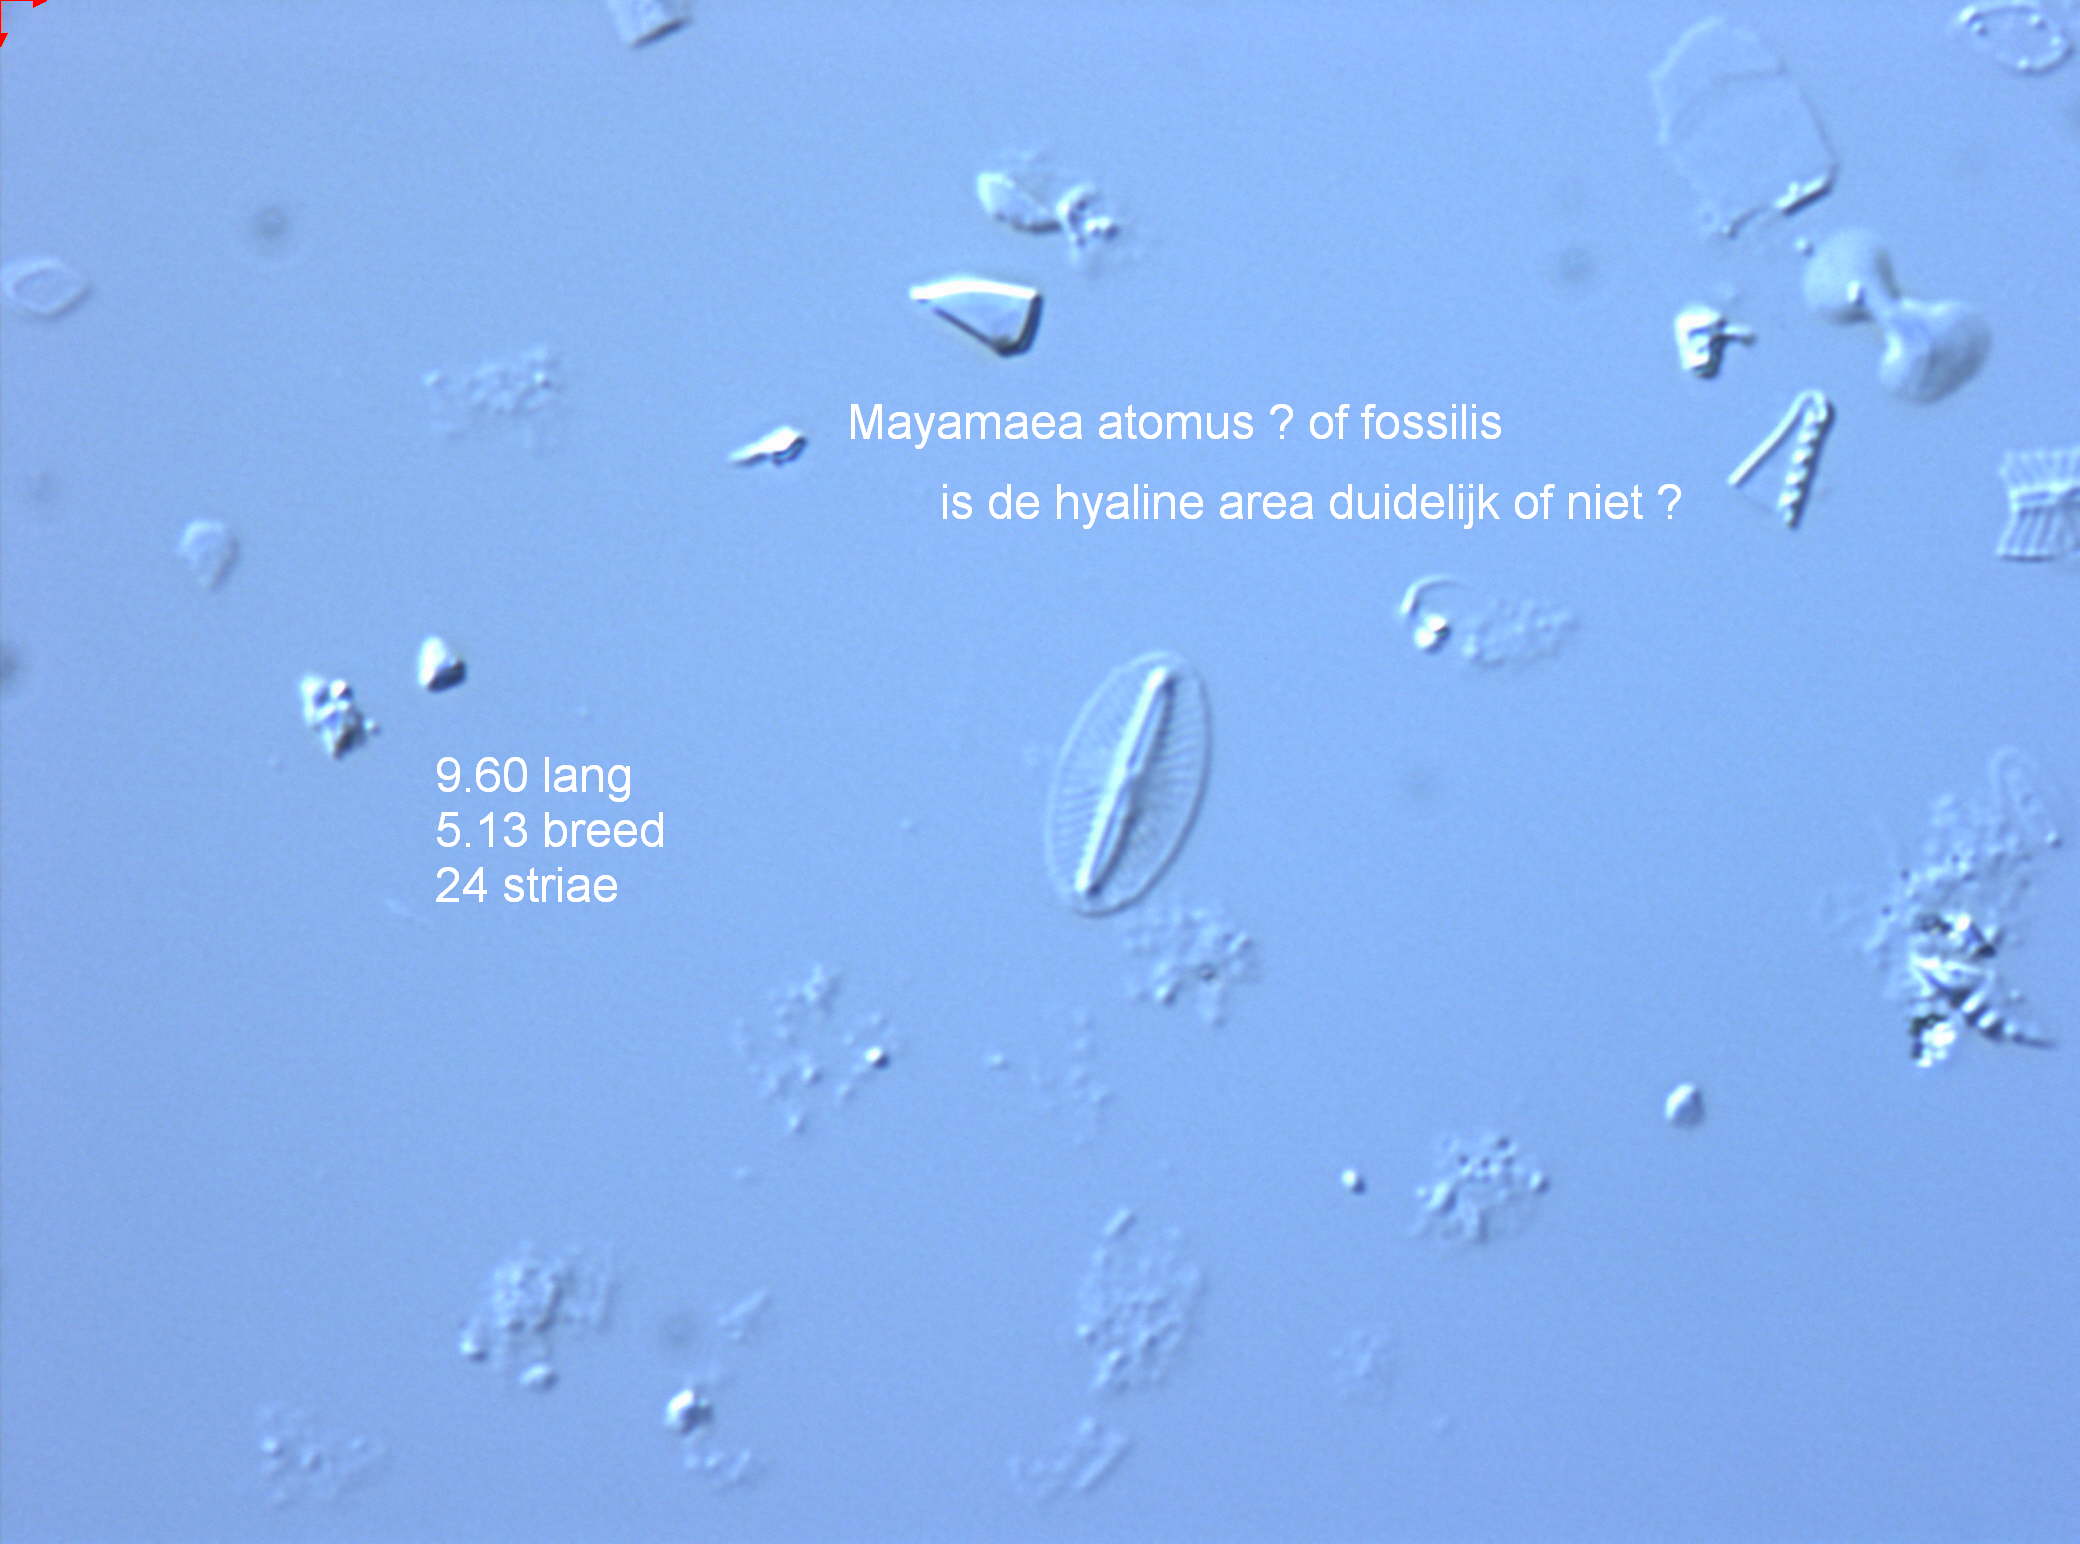 Mayamaea atomus ? of fossilis
is de hyaline area duidelijk of niet ?
9.60 lang
5.13 breed
24 striae